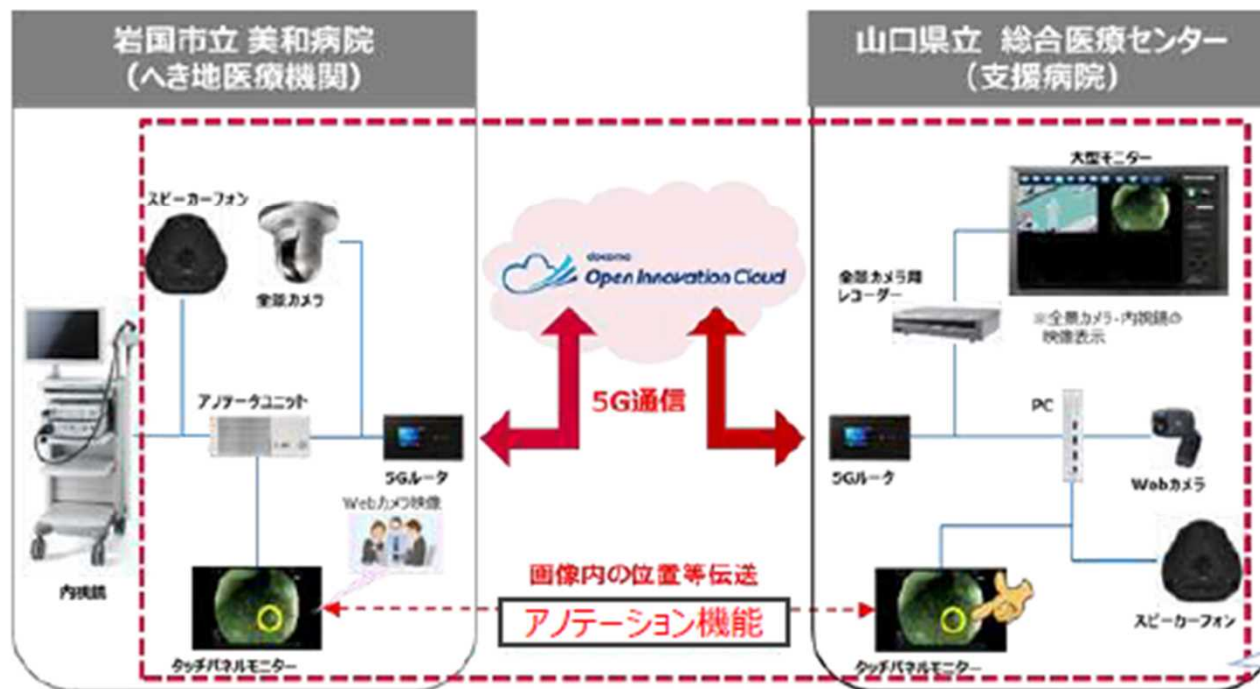 岩国市立 美和病院
(へき地医療機関)
山口県立 総合医療センター
(支援病院)
スピーカーフォン
全景カメラ
アノテータユニット
5Gルータ
Webカメラ映像
内視鏡
タッチパネルモニター
docomo
Open Innovation Cloud
5G通信
画像内の位置等伝送
アノテーション機能
大型モニター
全景カメラ用
レコーダー
※全景カメラ・内視鏡の
映像表示
PC
5Gルータ
Webカメラ
スピーカーフォン
タッチパネルモニター